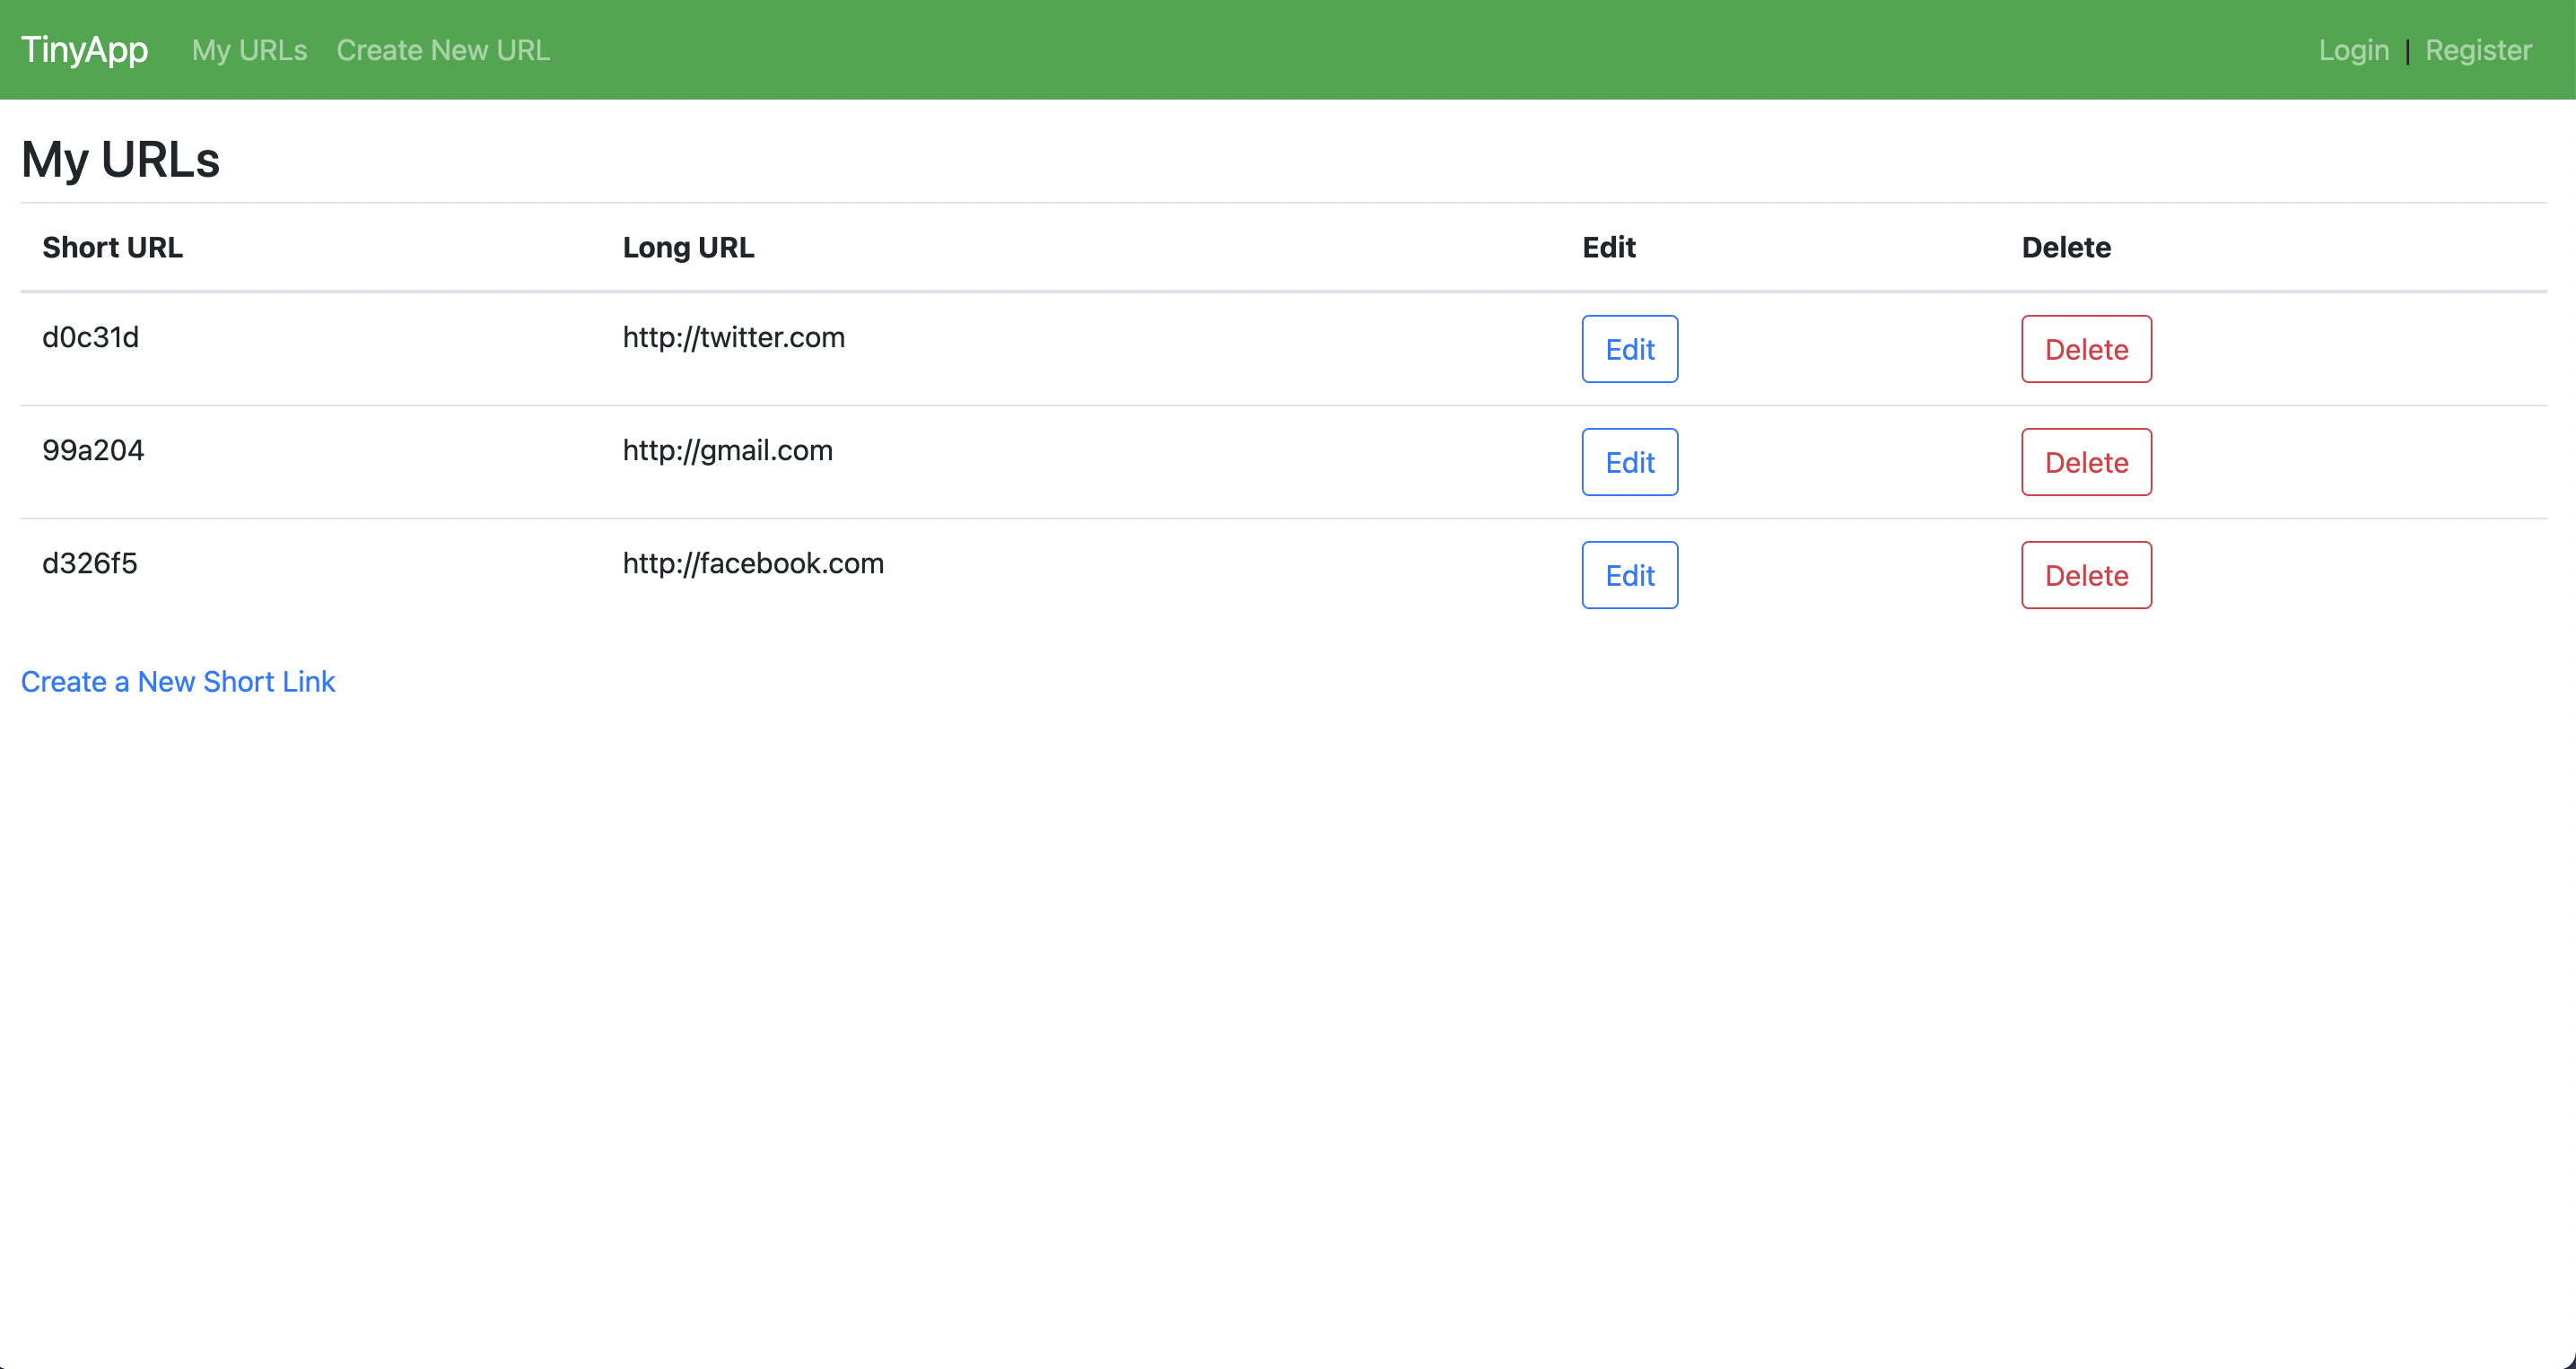 TinyApp My URLs Create New URL Login | Register
My URLs
Short URL Long URL Edit Delete
d0c31d http://twitter.com Edit Delete
99a204 http://gmail.com Edit Delete
d326f5 http://facebook.com Edit Delete
Create a New Short Link